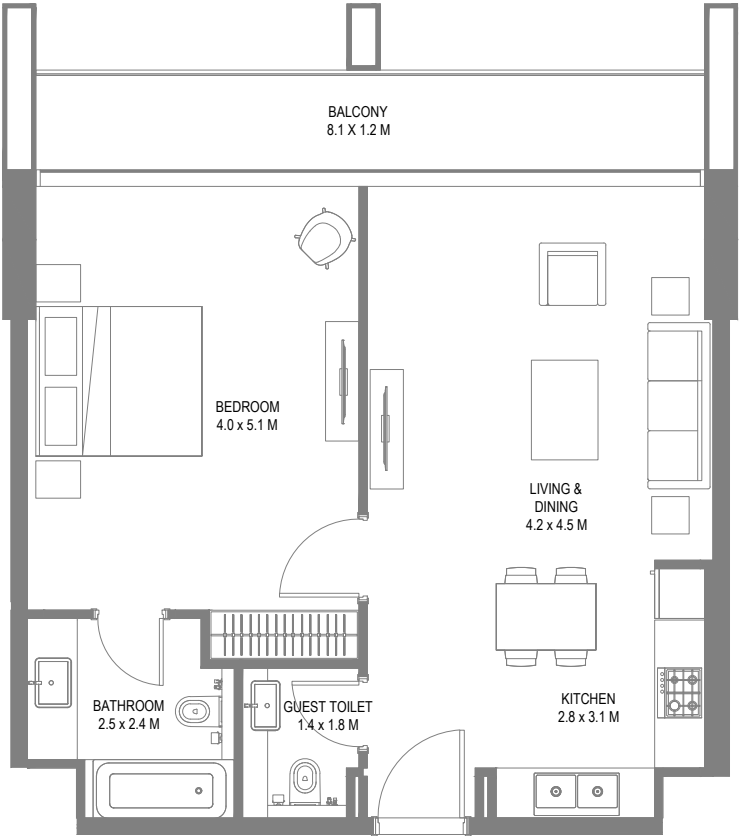 BALCONY
8.1 X 1.2 M
BEDROOM
4.0 x 5.1 M
LIVING &
DINING
4.2 x 4.5 M
KITCHEN
2.8 x 3.1 M
BATHROOM
2.5 x 2.4 M
GUEST TOILET
1.4 x 1.8 M